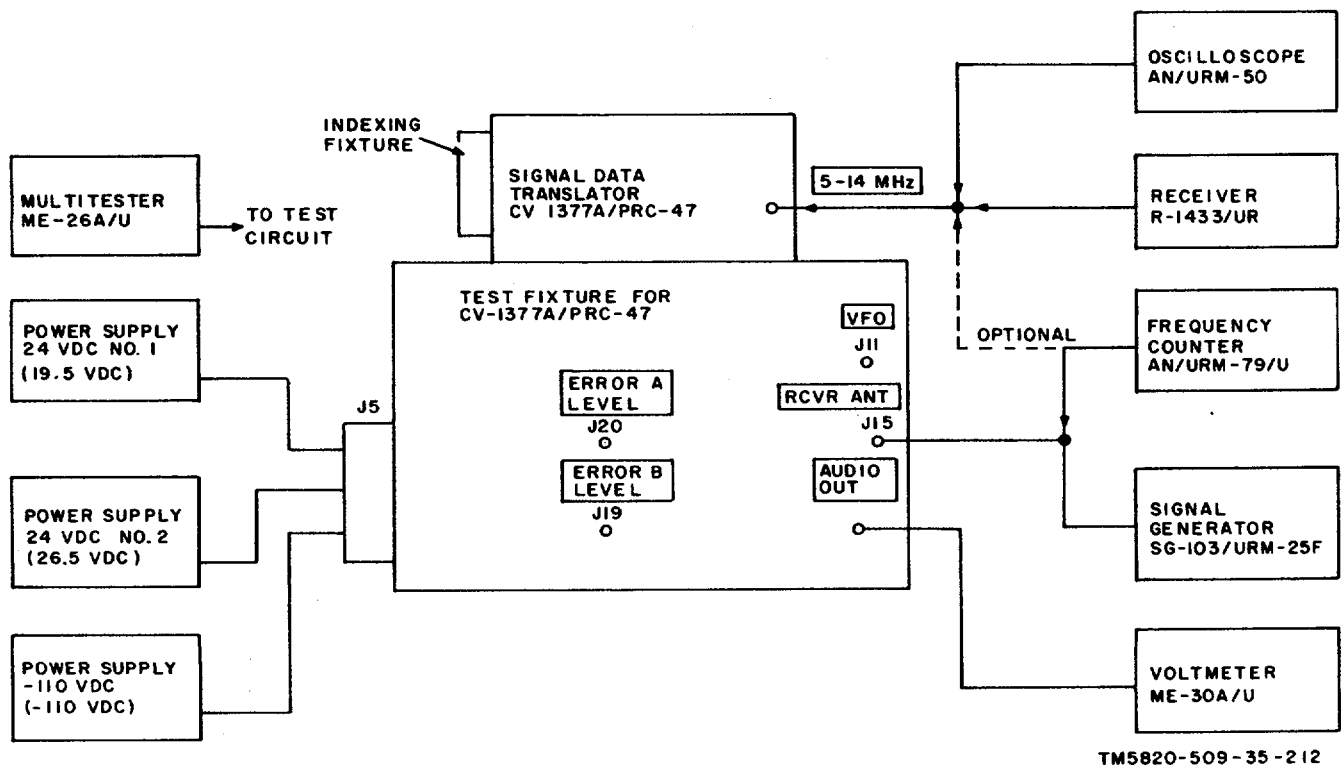 MULTITESTER
ME-26A/U
TO TEST
CIRCUIT
POWER SUPPLY
24 VDC NO. 1
(19.5 VDC)
POWER SUPPLY
24 VDC NO. 2
(26.5 VDC)
POWER SUPPLY
-110 VDC
(-110 VDC)
INDEXING
FIXTURE
SIGNAL DATA
TRANSLATOR
CV 1377A/PRC-47
5-14 MHz
J5
TEST FIXTURE FOR
CV-1377A/PRC-47
ERROR A
LEVEL
J20
ERROR B
LEVEL
J19
VFO
J11
RCVR ANT
J15
AUDIO
OUT
OPTIONAL
OSCILLOSCOPE
AN/URM-50
RECEIVER
R-1433/UR
FREQUENCY
COUNTER
AN/URM-79/U
SIGNAL
GENERATOR
SG-103/URM-25F
VOLTMETER
ME-30A/U
TM5820-509-35-212